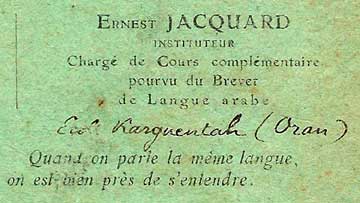 Ernest JACQUARD
INSTITUTEUR
Chargé de Cours complémentaire
pourvu du Brevet
de Langue arabe
Ecole Karguentah (Oran)
Quand on parle la même langue,
on est bien près de s'entendre.